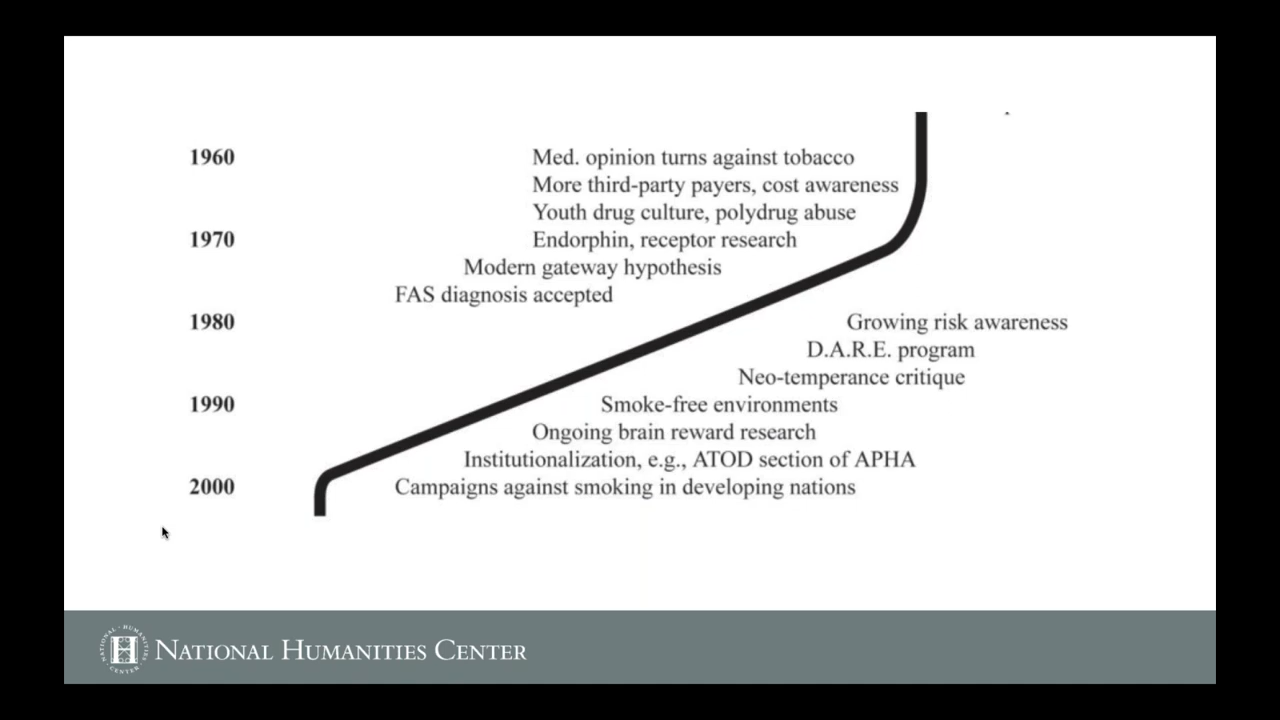 1960 Med. opinion turns against tobacco
More third-party payers, cost awareness
Youth drug culture, polydrug abuse
1970 Endorphin, receptor research
Modern gateway hypothesis
FAS diagnosis accepted
1980 Growing risk awareness
D.A.R.E. program
Neo-temperance critique
1990 Smoke-free environments
Ongoing brain reward research
Institutionalization, e.g., ATOD section of APHA
2000 Campaigns against smoking in developing nations
NATIONAL HUMANITIES CENTER
NATIONAL HUMANITIES CENTER